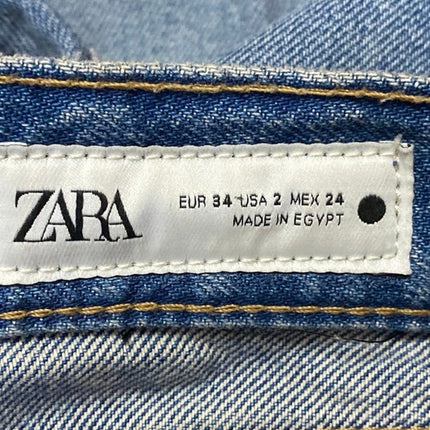 ZARA
EUR 34 USA 2 MEX 24
MADE IN EGYPT